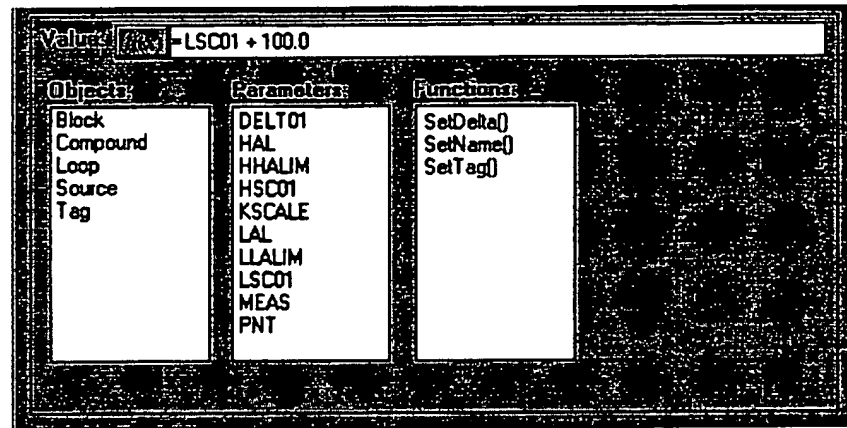 Value: =LSC01 + 100.0
Objects:
Block
Compound
Loop
Source
Tag
Parameters:
DELT01
HAL
HHALIM
HSC01
KSCALE
LAL
LLALIM
LSC01
MEAS
PNT
Functions:
SetDelta()
SetName()
SetTag()